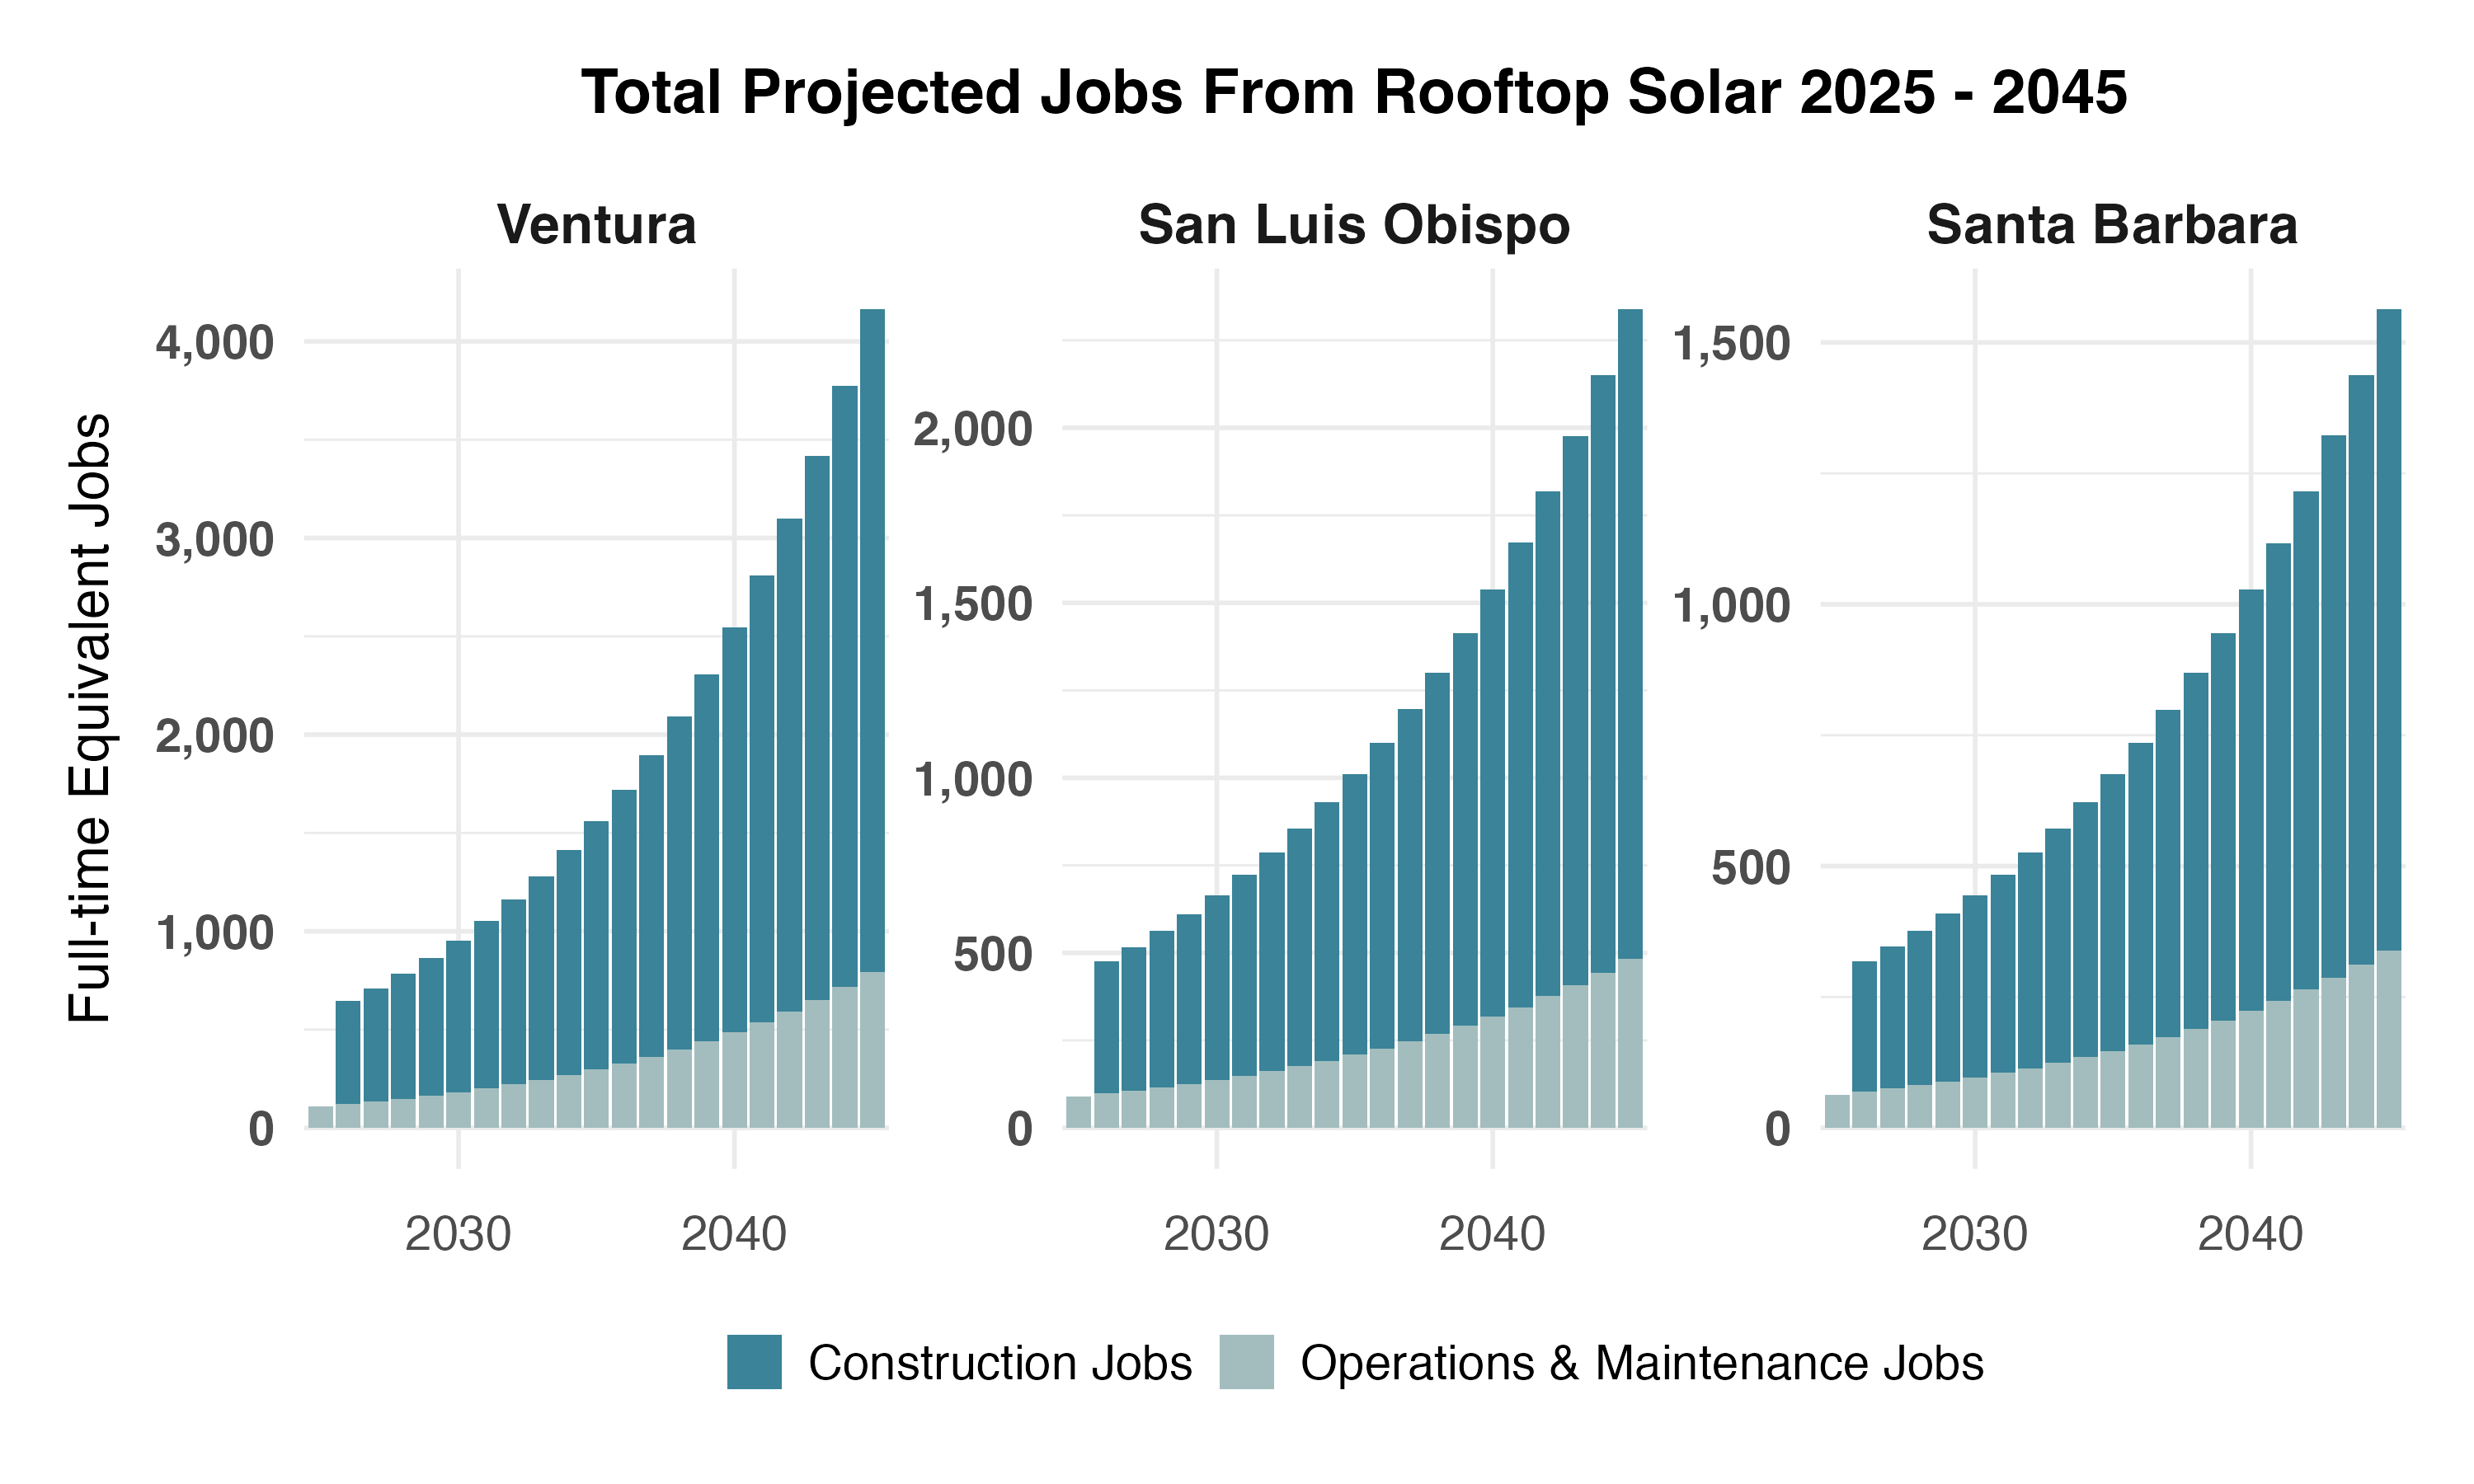 Total Projected Jobs From Rooftop Solar 2025 - 2045
Ventura
San Luis Obispo
Santa Barbara
Full-time Equivalent Jobs
4,000
3,000
2,000
1,000
0
2,000
1,500
1,000
500
0
1,500
1,000
500
0
2030
2040
2030
2040
2030
2040
Construction Jobs
Operations & Maintenance Jobs